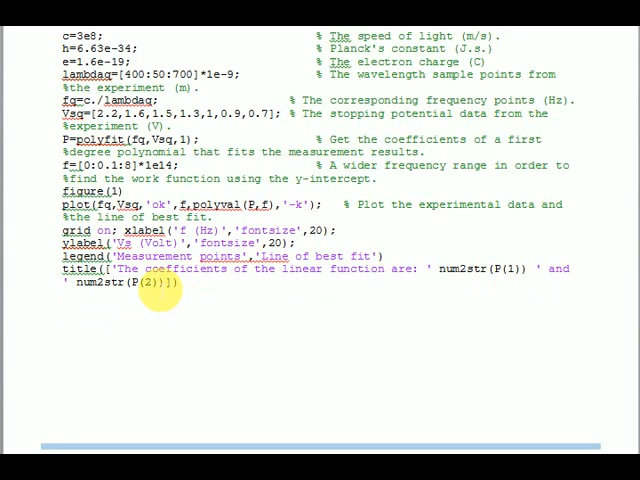 c=3e8; % The speed of light (m/s).
h=6.63e-34; % Planck's constant (J.s.)
e=1.6e-19; % The electron charge (C)
lambdaq=[400:50:700]*1e-9; % The wavelength sample points from
%the experiment (m).
fq=c./lambdaq; % The corresponding frequency points (Hz).
Vsq=[2.2,1.6,1.5,1.3,1,0.9,0.7]; % The stopping potential data from the
%experiment (V).
P=polyfit(fq,Vsq,1); % Get the coefficients of a first
%degree polynomial that fits the measurement results.
f=[0:0.1:8]*1e14; % A wider frequency range in order to
%find the work function using the y-intercept.
figure(1)
plot(fq,Vsq,'ok',f,polyval(P,f),'-k'); % Plot the experimental data and
%the line of best fit.
grid on; xlabel('f (Hz)','fontsize',20);
ylabel('Vs (Volt)','fontsize',20);
legend('Measurement points','Line of best fit')
title(['The coefficients of the linear function are: ' num2str(P(1)) ' and
' num2str(P(2))])